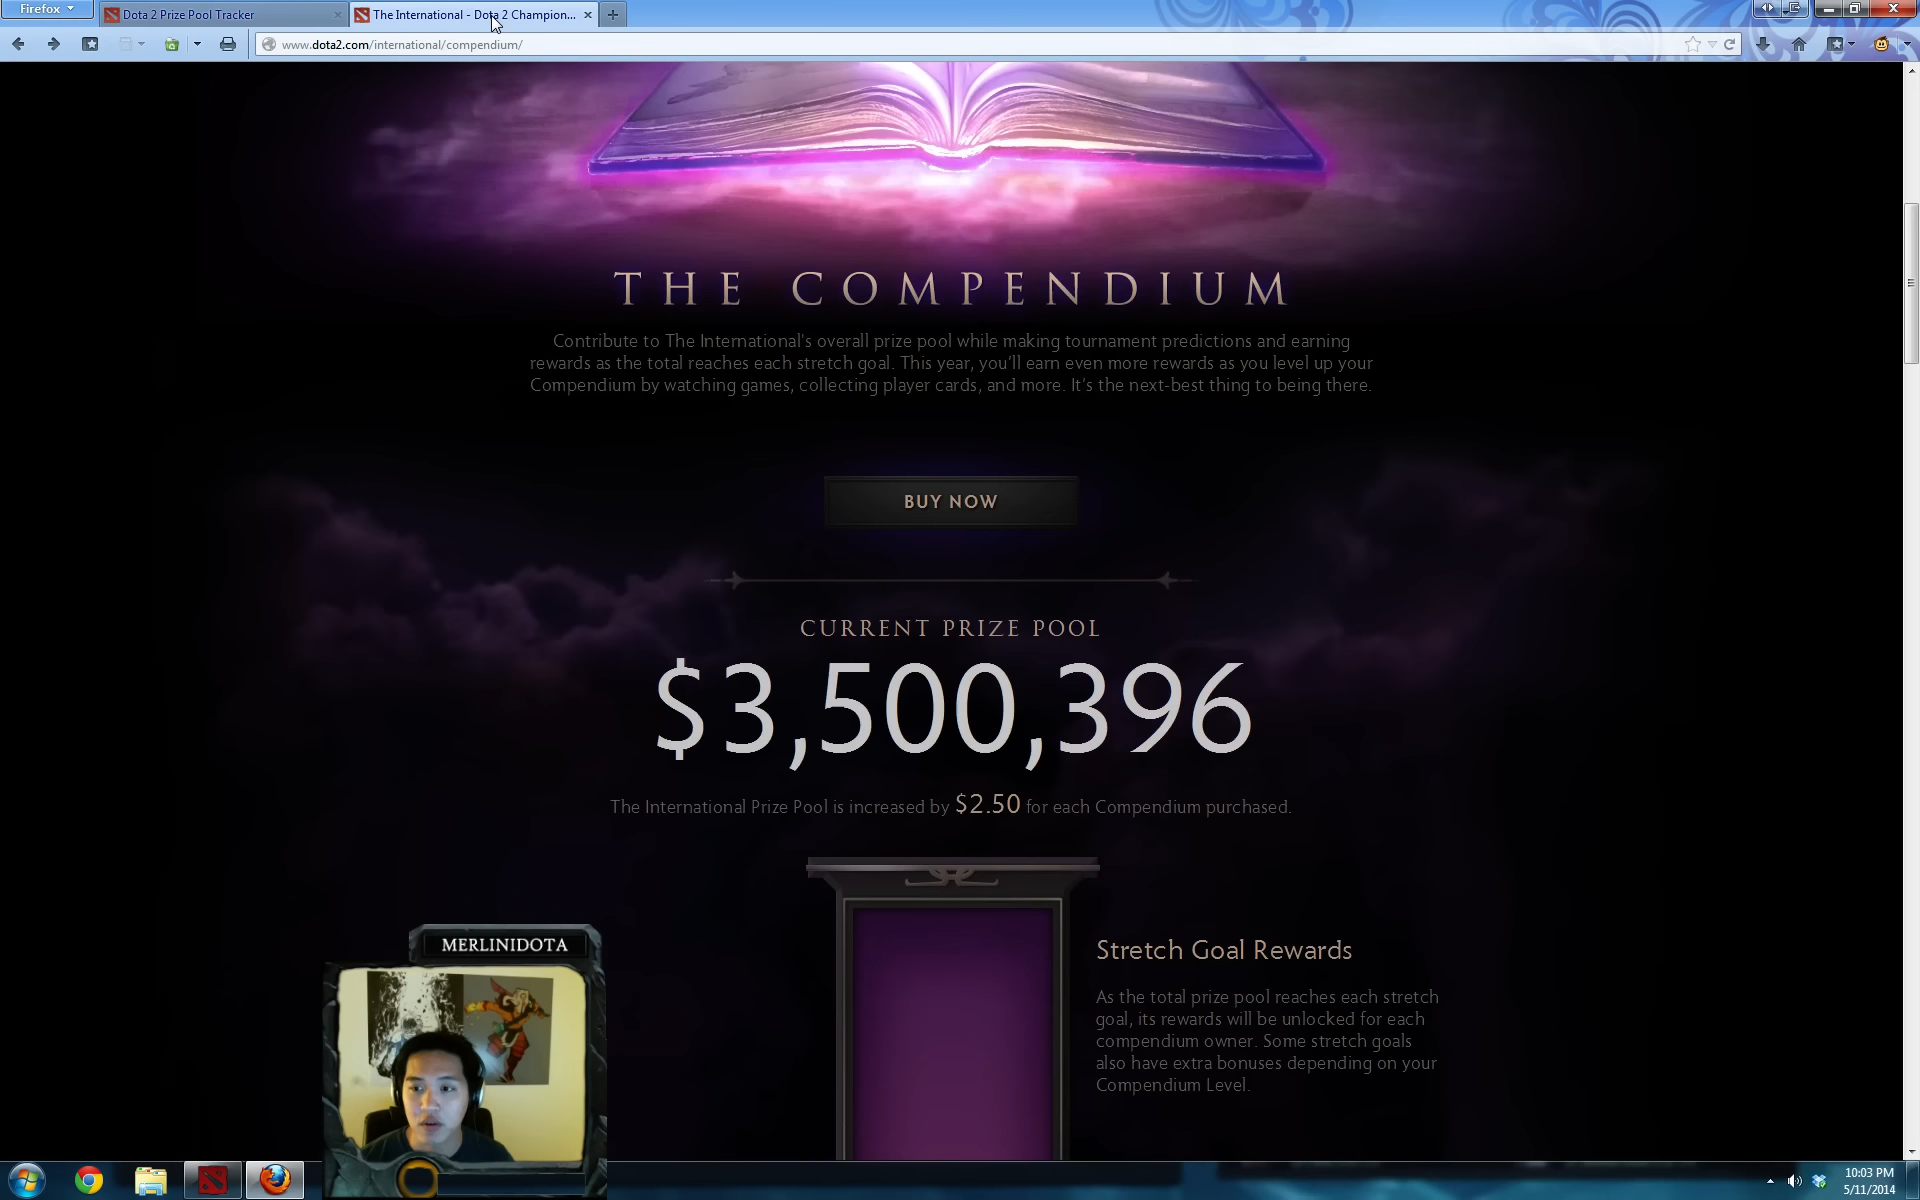 Firefox
Dota 2 Prize Pool Tracker
The International - Dota 2 Champion...
www.dota2.com/international/compendium/
THE COMPENDIUM
Contribute to The International's overall prize pool while making tournament predictions and earning
rewards as the total reaches each stretch goal. This year, you'll earn even more rewards as you level up your
Compendium by watching games, collecting player cards, and more. It's the next-best thing to being there.
BUY NOW
CURRENT PRIZE POOL
$3,500,396
The International Prize Pool is increased by $2.50 for each Compendium purchased.
Stretch Goal Rewards
As the total prize pool reaches each stretch
goal, its rewards will be unlocked for each
compendium owner. Some stretch goals
also have extra bonuses depending on your
Compendium Level.
MERLINIDOTA
10:03 PM
5/11/2014